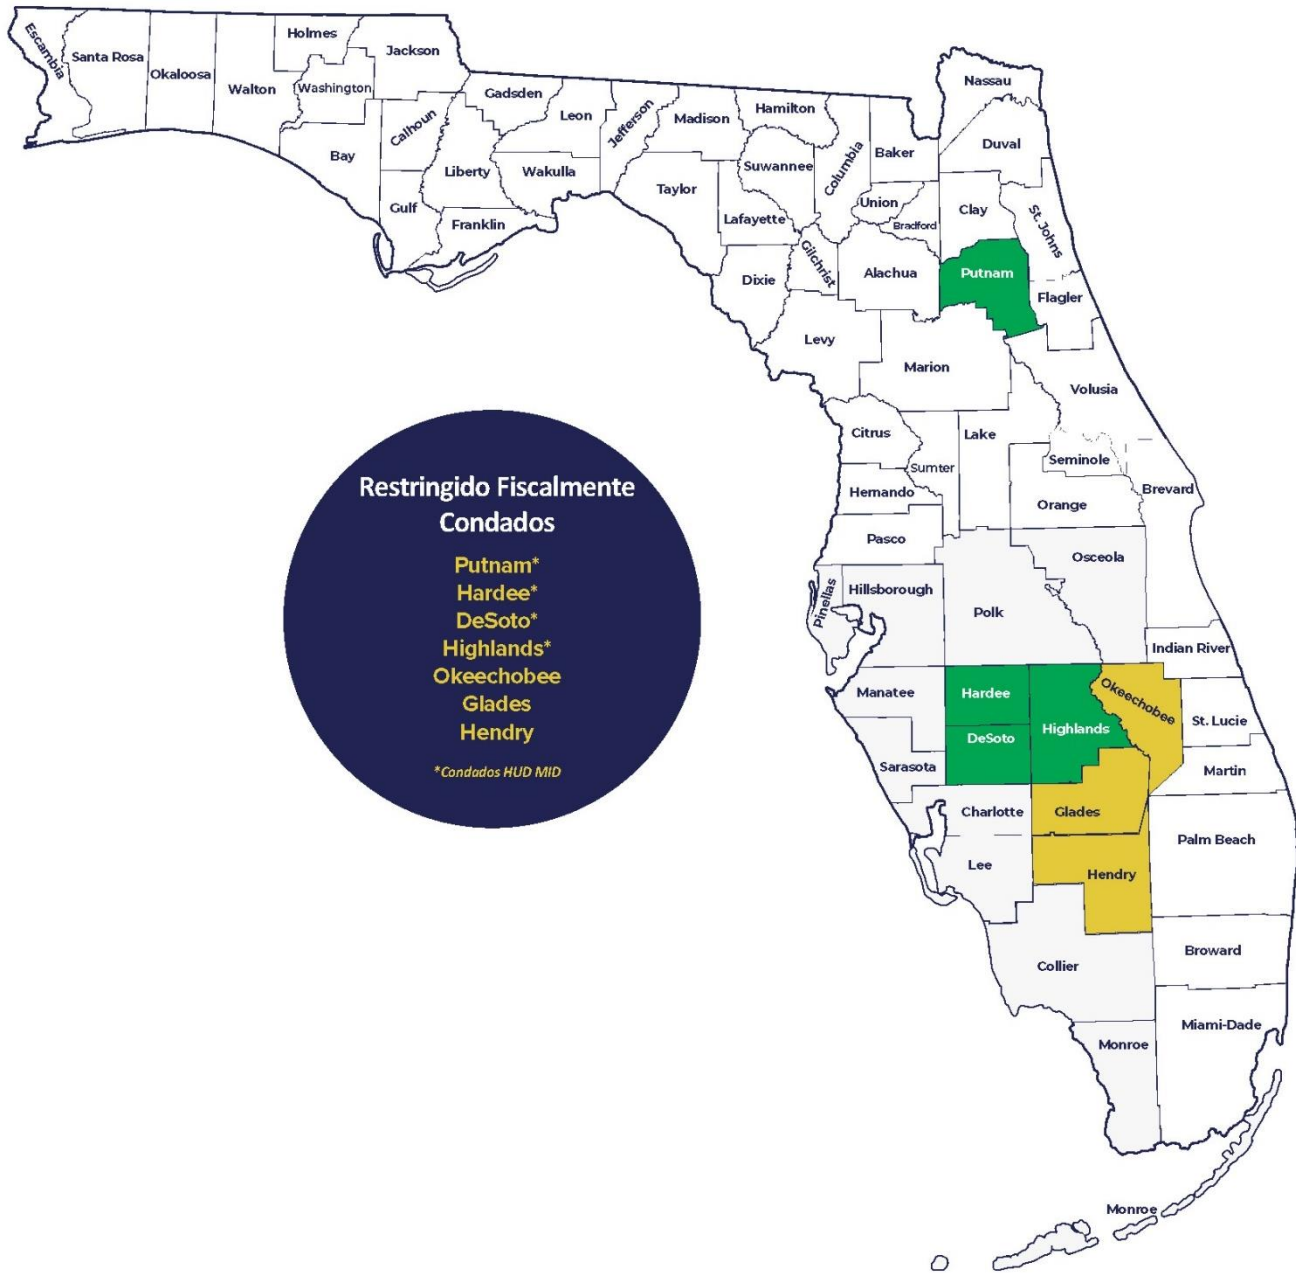 Escambia
Santa Rosa
Okaloosa
Walton
Holmes
Washington
Jackson
Bay
Calhoun
Gulf
Liberty
Gadsden
Franklin
Leon
Wakulla
Jefferson
Madison
Taylor
Hamilton
Suwannee
Lafayette
Dixie
Columbia
Gilchrist
Baker
Union
Bradford
Alachua
Levy
Nassau
Duval
Clay
St. Johns
Putnam
Flagler
Marion
Volusia
Citrus
Sumter
Lake
Seminole
Hernando
Orange
Brevard
Pasco
Osceola
Pinellas
Hillsborough
Polk
Indian River
Manatee
Hardee
Highlands
Okeechobee
St. Lucie
DeSoto
Sarasota
Martin
Charlotte
Glades
Palm Beach
Lee
Hendry
Collier
Broward
Miami-Dade
Monroe
Monroe
Restringido Fiscalmente
Condados
Putnam*
Hardee*
DeSoto*
Highlands*
Okeechobee
Glades
Hendry
*Condados HUD MID